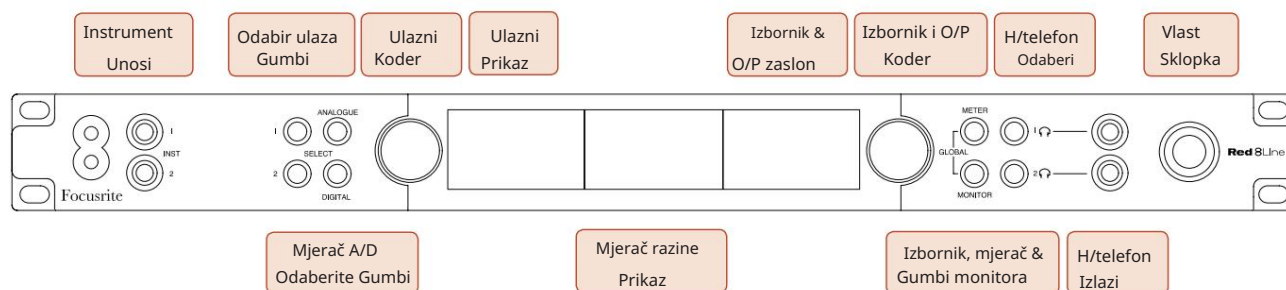 Instrument
Unosi
Odabir ulaza
Gumbi
Ulazni
Koder
Ulazni
Prikaz
Izbornik &
O/P zaslon
Izbornik i O/P
Koder
H/telefon
Odaberi
Vlast
Sklopka
1
INST
2
Focusrite
ANALOGUE
1
SELECT
2
DIGITAL
METER
GLOBAL
MONITOR
1
2
Red 8Line
Mjerač A/D
Odaberite Gumbi
Mjerač razine
Prikaz
Izbornik, mjerač &
Gumbi monitora
H/telefon
Izlazi